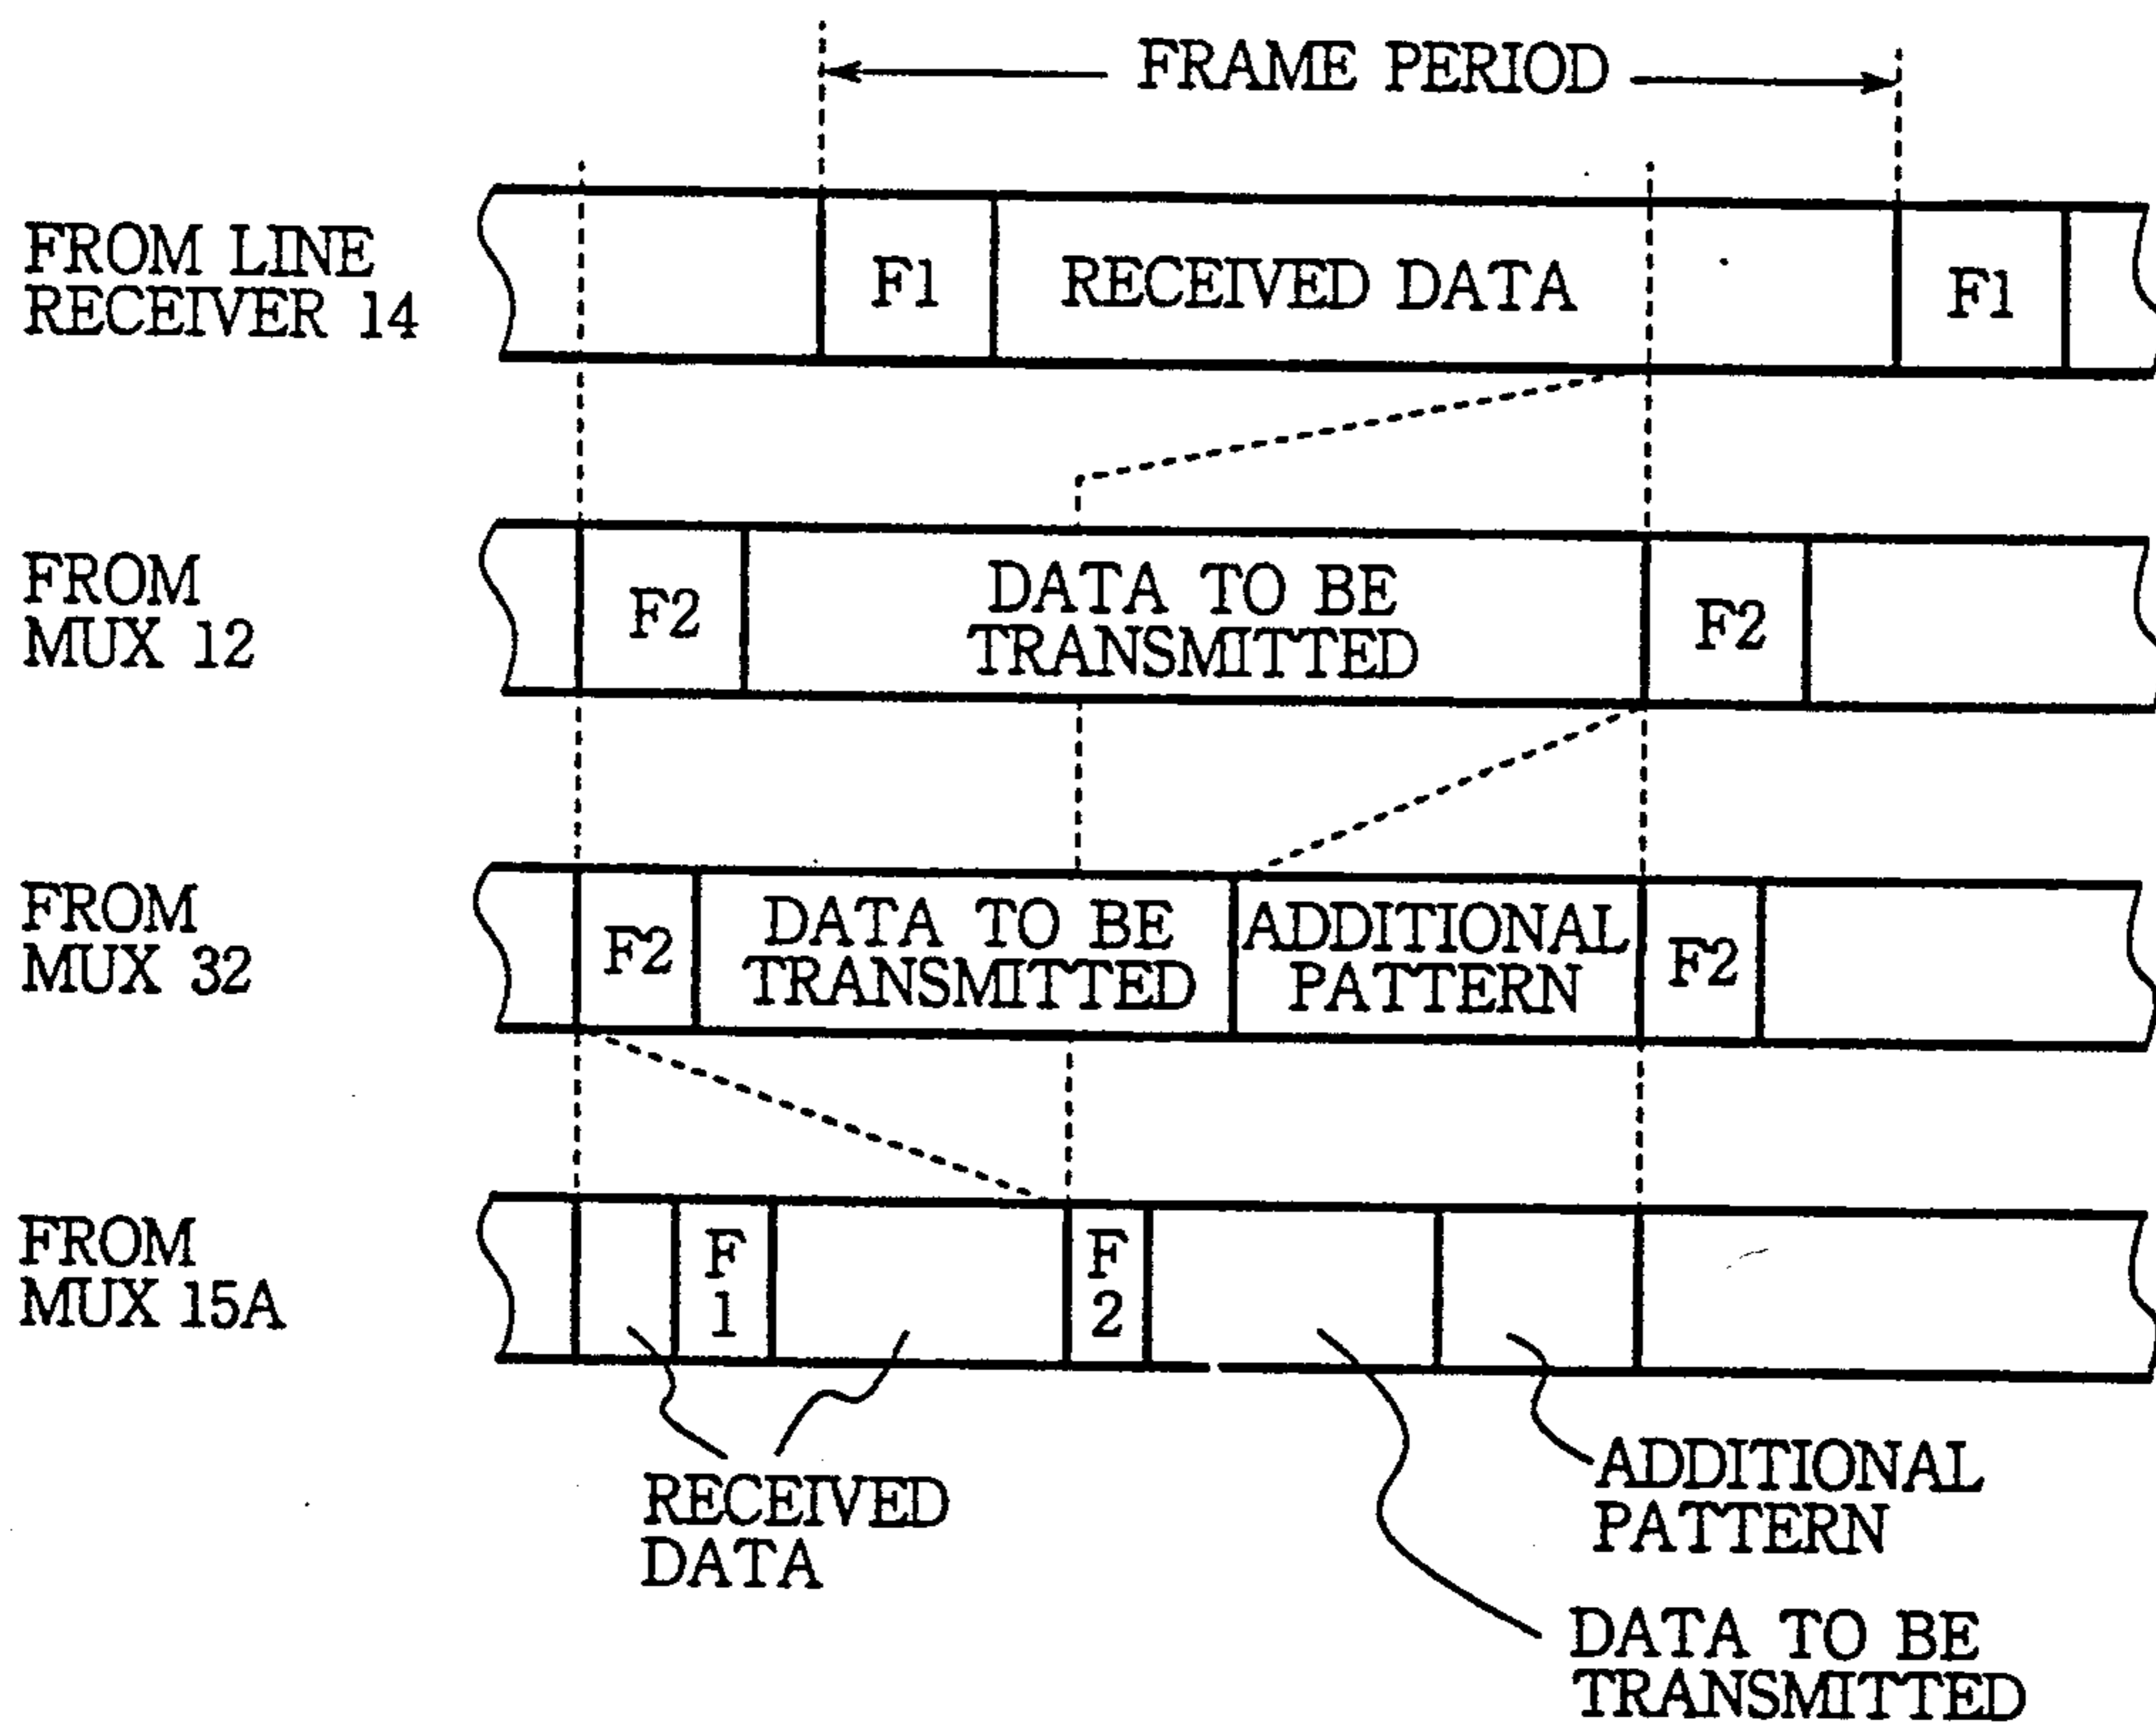 FRAME PERIOD
FROM LINE
RECEIVER 14
F1
RECEIVED DATA
F1
FROM
MUX 12
F2
DATA TO BE
TRANSMITTED
F2
FROM
MUX 32
F2
DATA TO BE
TRANSMITTED
ADDITIONAL
PATTERN
F2
FROM
MUX 15A
F
1
F
2
RECEIVED
DATA
ADDITIONAL
PATTERN
DATA TO BE
TRANSMITTED